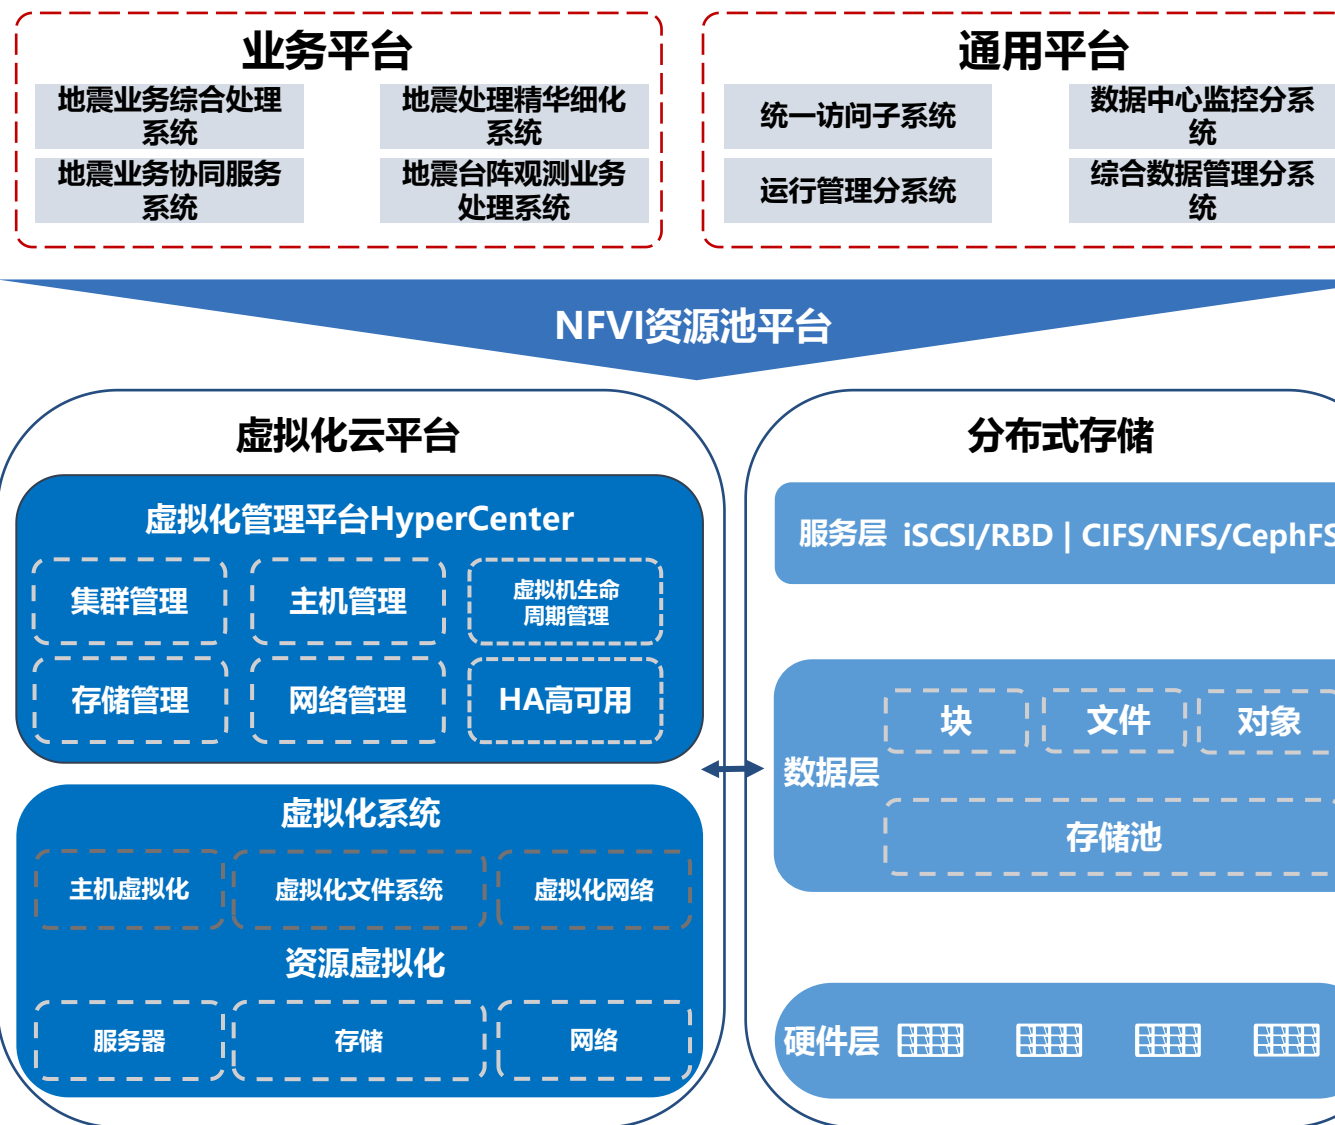 业务平台
地震业务综合处理
系统
地震处理精华细化
系统
地震业务协同服务
系统
地震台阵观测业务
处理系统
通用平台
统一访问子系统
数据中心监控分系
统
运行管理分系统
综合数据管理分系
统
NFVI资源池平台
虚拟化云平台
虚拟化管理平台HyperCenter
集群管理
主机管理
虚拟机生命
周期管理
存储管理
网络管理
HA高可用
虚拟化系统
主机虚拟化
虚拟化文件系统
虚拟化网络
资源虚拟化
服务器
存储
网络
分布式存储
服务层 iSCSI/RBD | CIFS/NFS/CephFS
块
文件
对象
数据层
存储池
硬件层